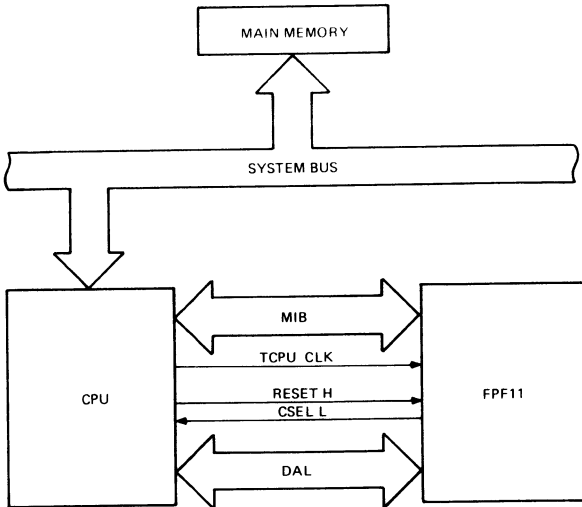 MAIN MEMORY
SYSTEM BUS
MIB
TCPU CLK
CPU
RESET H
FPF11
CSEL L
DAL